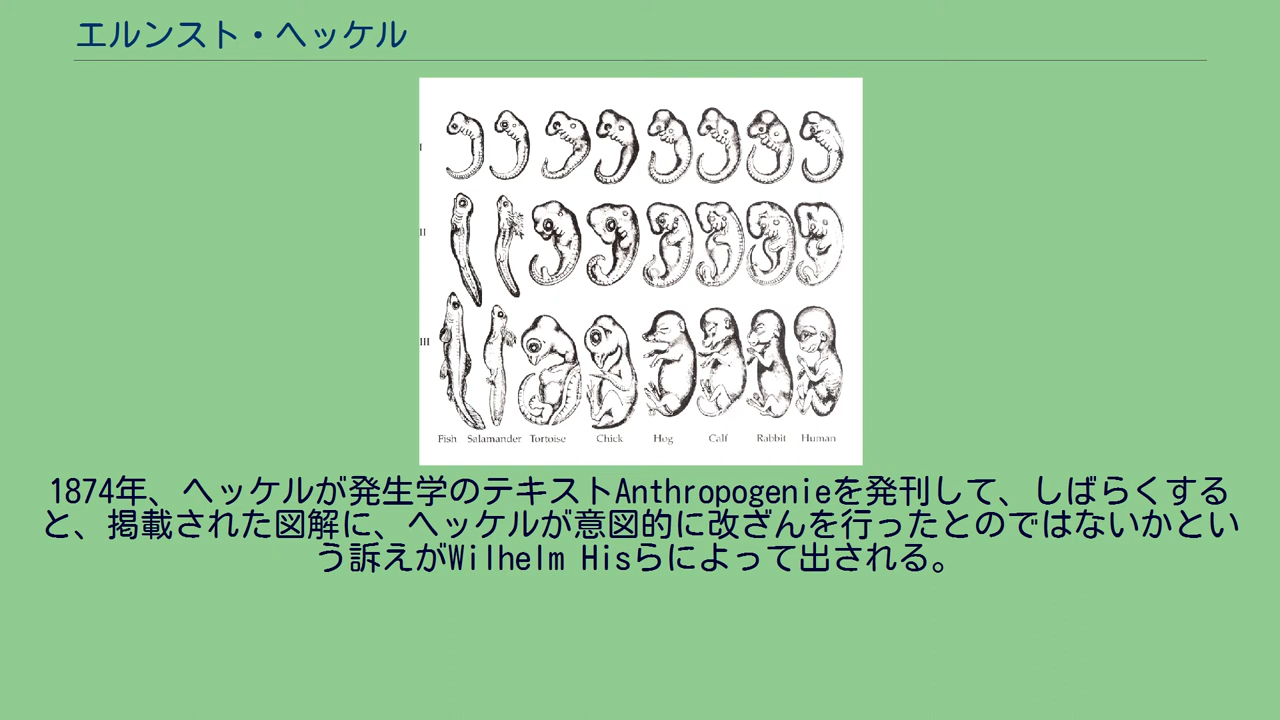 エルンスト・ヘッケル
I
II
III
Fish Salamander Tortoise Chick Hog Calf Rabbit Human
1874年、ヘッケルが発生学のテキストAnthropogenieを発刊して、しばらくする
と、掲載された図解に、ヘッケルが意図的に改ざんを行ったとのではないかとい
う訴えがWilhelm Hisらによって出される。